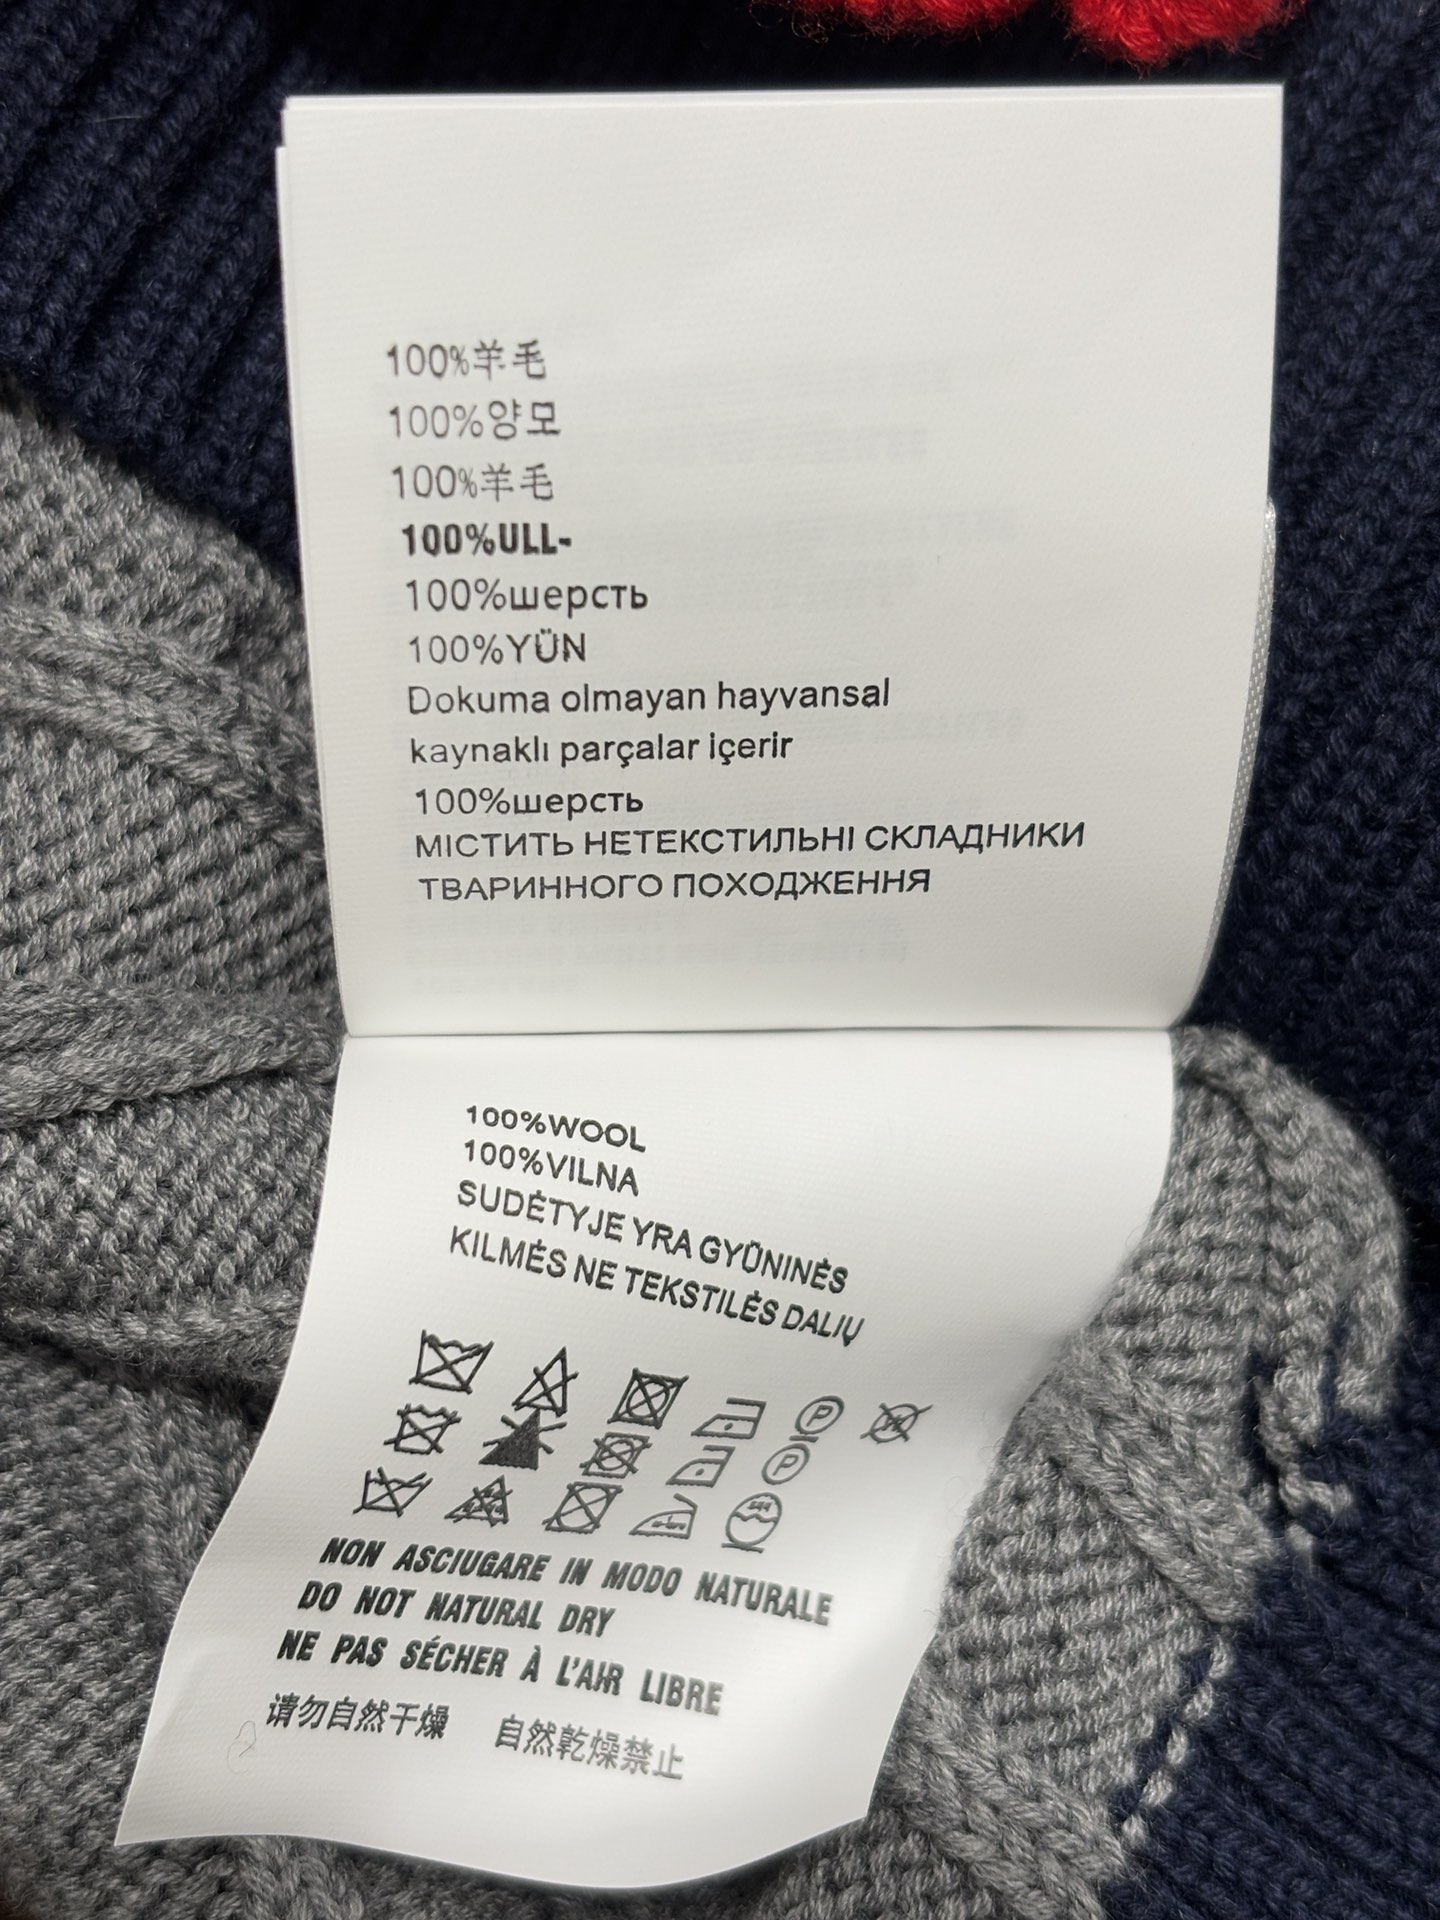 100%羊毛
100%양모
100%羊毛
100%ULL-
100%шерсть
100%YÜN
Dokuma olmayan hayvansal
kaynaklı parçalar içerir
100%шерсть
МІСТИТЬ НЕТЕКСТИЛЬНІ СКЛАДНИКИ
ТВАРИННОГО ПОХОДЖЕННЯ
100%WOOL
100%VILNA
SUDĖTYJE YRA GYŪNINĖS
KILMĖS NE TEKSTILĖS DALIŲ
P
P
NON ASCIUGARE IN MODO NATURALE
DO NOT NATURAL DRY
NE PAS SÉCHER À L'AIR LIBRE
请勿自然干燥 自然乾燥禁止